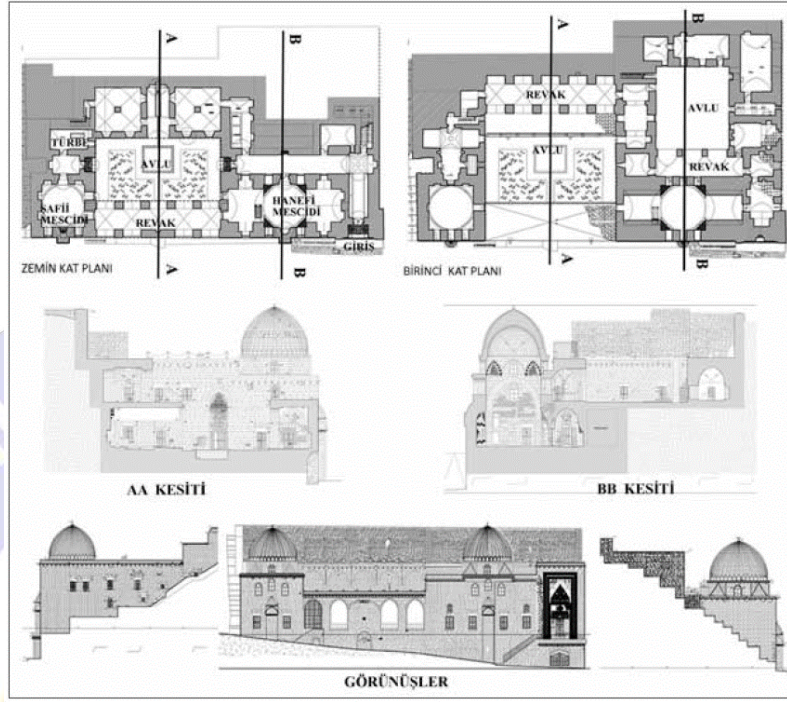 A
B
TÜRBE
AVLU
ŞAFİİ
MESCİDİ
REVAK
HANEFİ
MESCİDİ
GİRİŞ
A
B
ZEMİN KAT PLANI
A
B
REVAK
AVLU
AVLU
REVAK
A
B
BİRİNCİ KAT PLANI
AA KESİTİ
BB KESİTİ
GÖRÜNÜŞLER